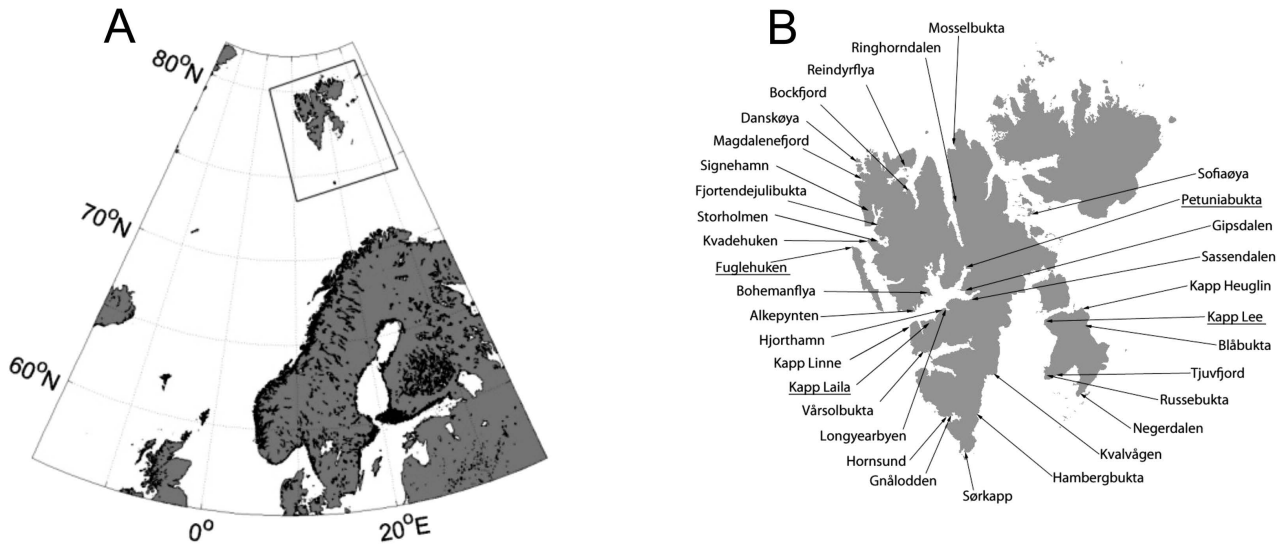 A
80°N
70°N
60°N
0°
20°E
B
Mosselbukta
Ringhorndalen
Reindyrflya
Bockfjord
Danskøya
Magdalenefjord
Signehamn
Fjortendejulibukta
Storholmen
Kvadehuken
Fuglehuken
Bohemanflya
Alkepynten
Hjorthamn
Kapp Linne
Kapp Laila
Vårsolbukta
Longyearbyen
Hornsund
Gnålodden
Sørkapp
Sofiaøya
Petuniabukta
Gipsdalen
Sassendalen
Kapp Heuglin
Kapp Lee
Blåbukta
Tjuvfjord
Russebukta
Negerdalen
Kvalvågen
Hambergbukta